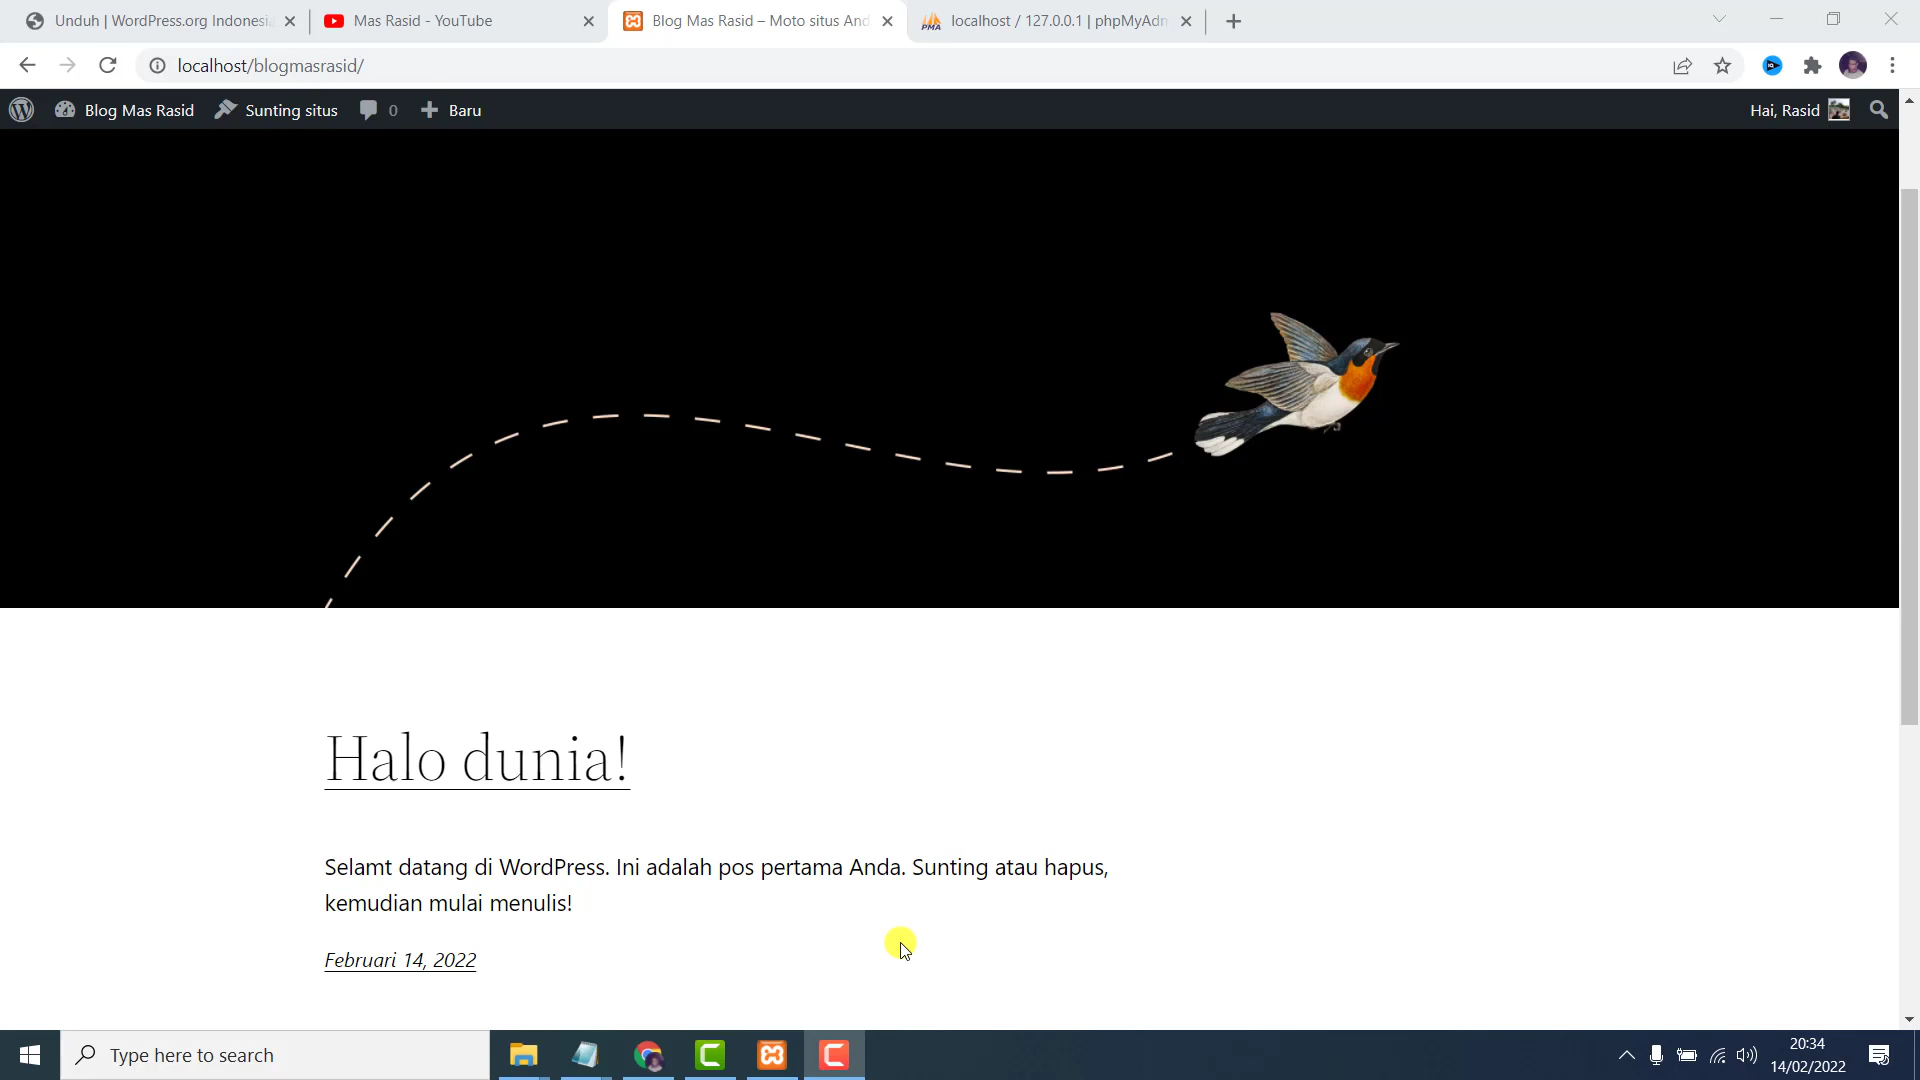 Unduh | WordPress.org Indonesia
Mas Rasid - YouTube
Blog Mas Rasid – Moto situs And
localhost / 127.0.0.1 | phpMyAdm
localhost/blogmasrasid/
Blog Mas Rasid
Sunting situs
0
Baru
Hai, Rasid
Halo dunia!
Selamt datang di WordPress. Ini adalah pos pertama Anda. Sunting atau hapus,
kemudian mulai menulis!
Februari 14, 2022
Type here to search
20:34
14/02/2022